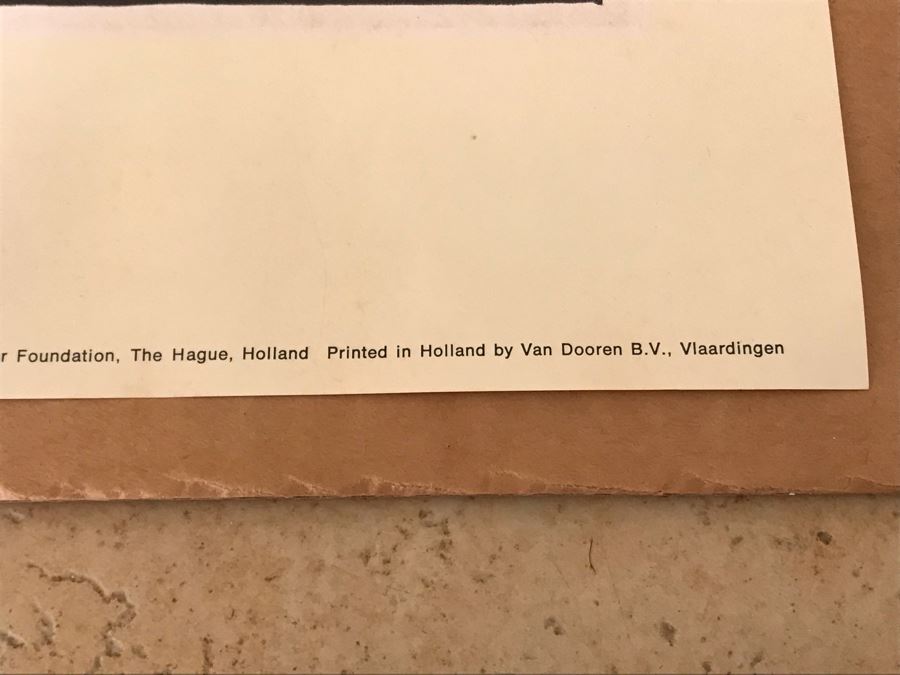 Foundation, The Hague, Holland Printed in Holland by Van Dooren B.V., Vlaardingen